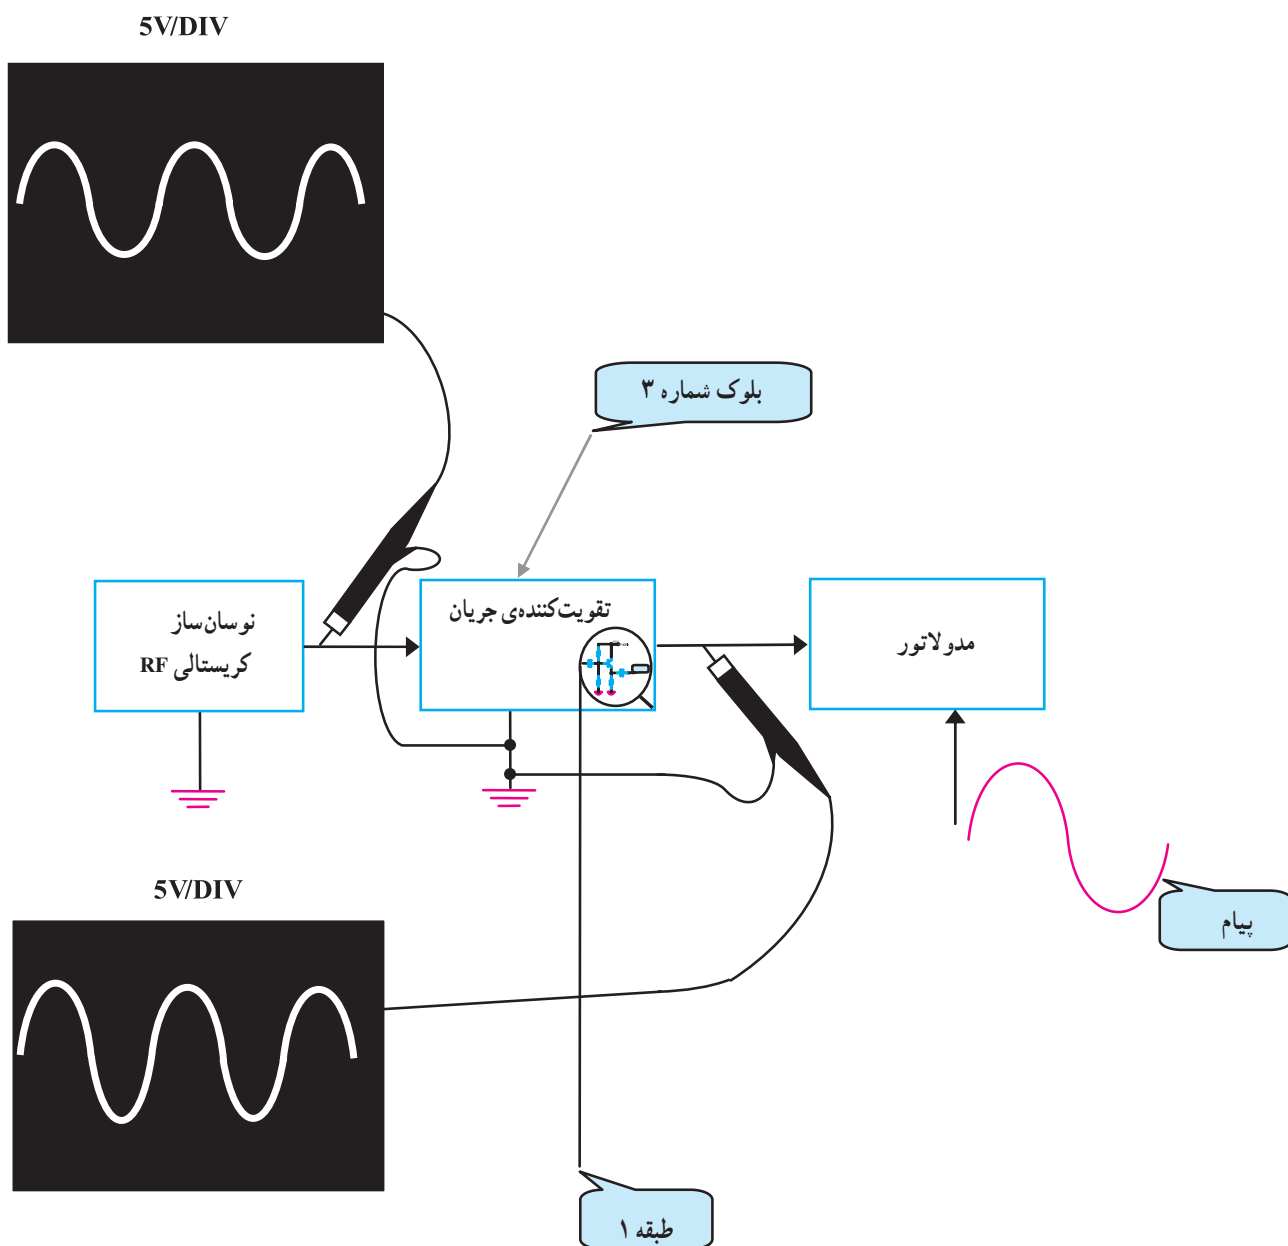 5V/DIV
بلوک شماره ۳
نوسان‌ساز
کریستالی RF
تقویت‌کننده‌ی جریان
مدولاتور
5V/DIV
پیام
طبقه ۱